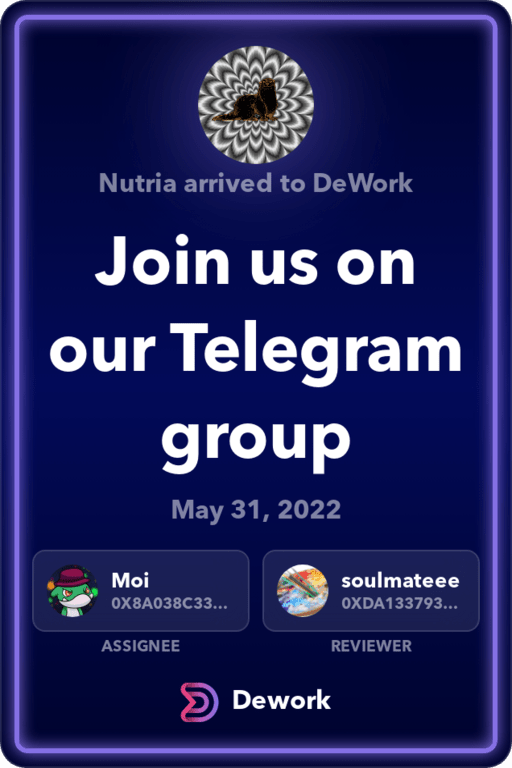 Nutria arrived to DeWork
Join us on
our Telegram
group
May 31, 2022
Moi
0X8A038C33...
ASSIGNEE
soulmateee
0XDA133793...
REVIEWER
Dework